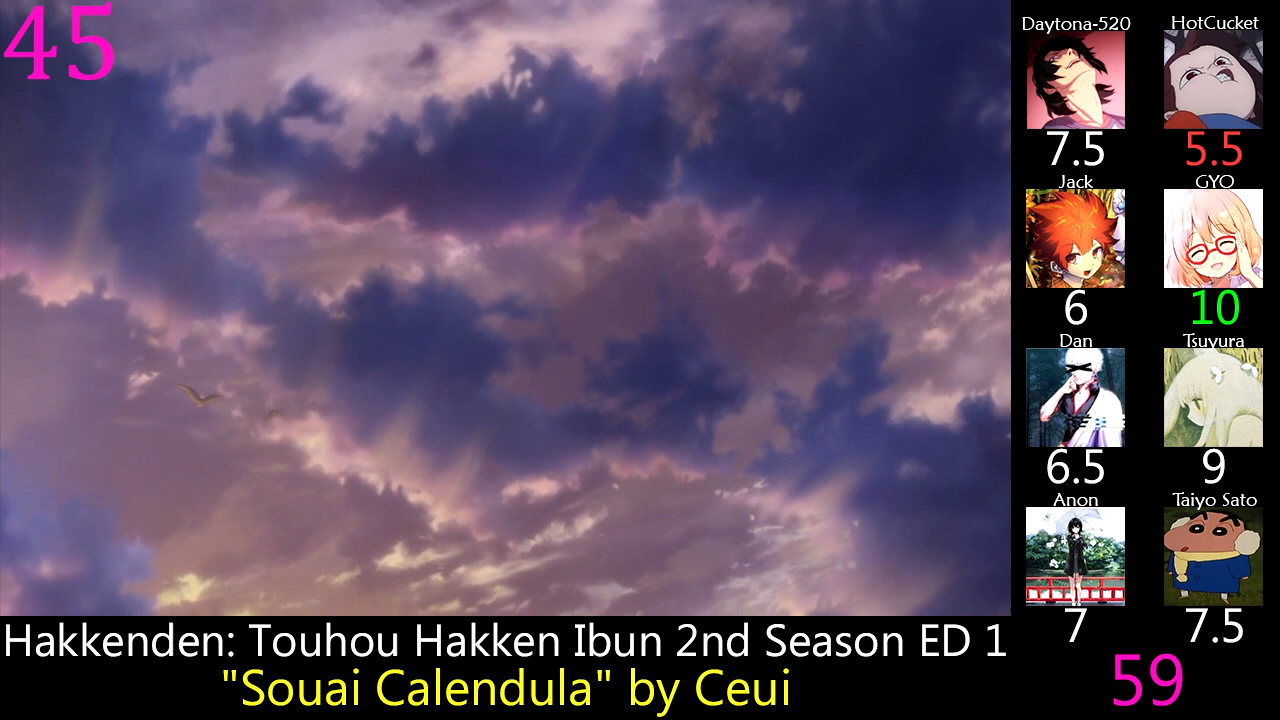 45
Daytona-520 HotCucket
7.5 5.5
Jack GYO
6 10
Dan Tsuyura
6.5 9
Anon Taiyo Sato
7 7.5
Hakkenden: Touhou Hakken Ibun 2nd Season ED 1
"Souai Calendula" by Ceui
59